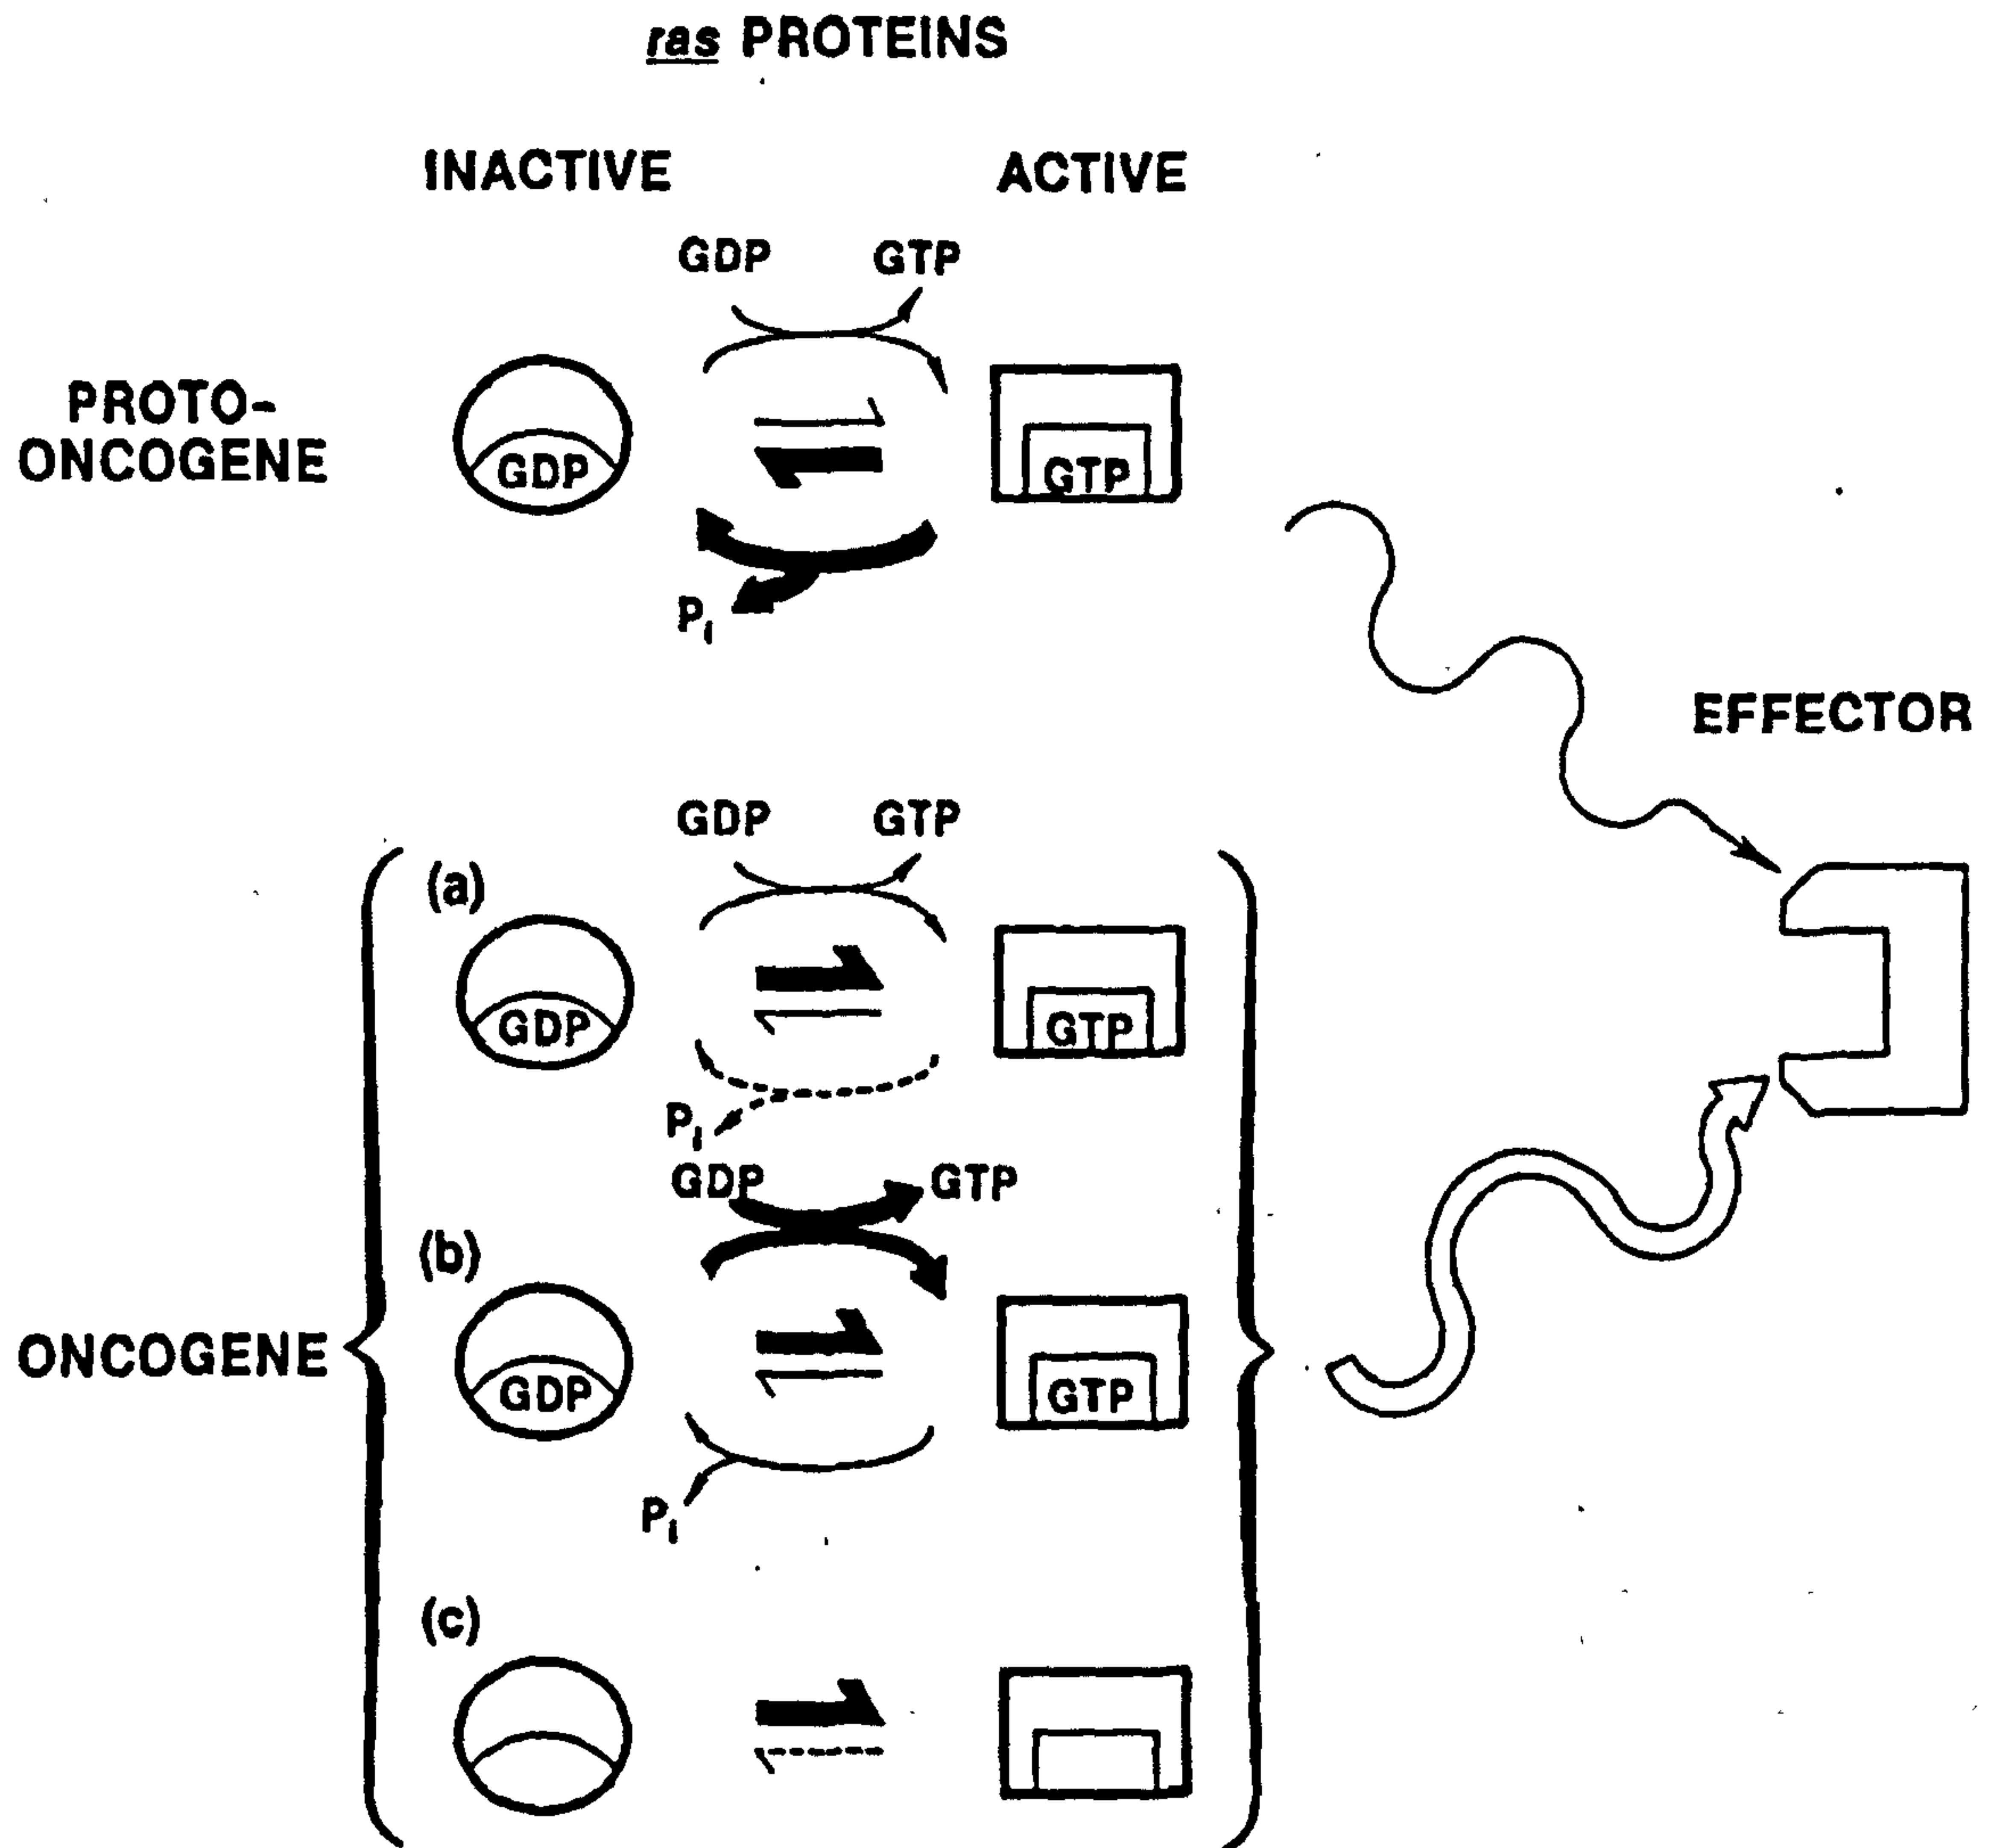 ras PROTEINS
INACTIVE ACTIVE
GDP GTP
PROTO-
ONCOGENE
GDP
GTP
Pi
EFFECTOR
GDP GTP
(a)
GDP
GTP
Pi
GDP GTP
(b)
ONCOGENE
GDP
GTP
Pi
(c)